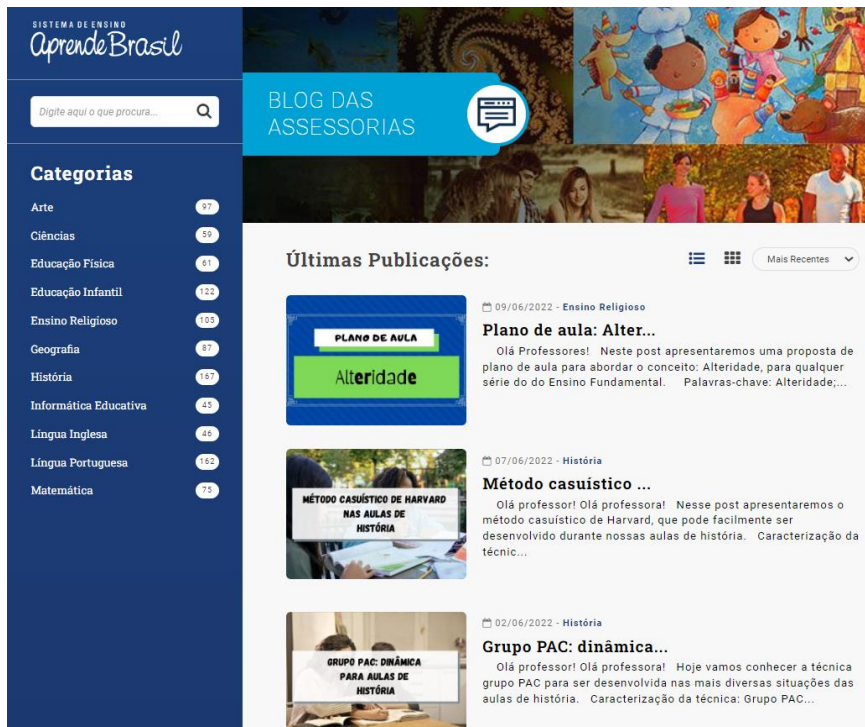 SISTEMA DE ENSINO
aprende Brasil
Digite aqui o que procura...
Categorias
Arte 97
Ciências 59
Educação Física 61
Educação Infantil 122
Ensino Religioso 105
Geografia 87
História 167
Informática Educativa 45
Língua Inglesa 46
Língua Portuguesa 162
Matemática 75
BLOG DAS
ASSESSORIAS
Últimas Publicações:
Mais Recentes
PLANO DE AULA
Alteridade
09/06/2022 - Ensino Religioso
Plano de aula: Alter...
Olá Professores! Neste post apresentaremos uma proposta de
plano de aula para abordar o conceito: Alteridade, para qualquer
série do do Ensino Fundamental. Palavras-chave: Alteridade;...
MÉTODO CASUÍSTICO DE HARVARD
NAS AULAS DE
HISTÓRIA
07/06/2022 - História
Método casuístico ...
Olá professor! Olá professora! Nesse post apresentaremos o
método casuístico de Harvard, que pode facilmente ser
desenvolvido durante nossas aulas de história. Caracterização da
técnic...
GRUPO PAC: DINÂMICA
PARA AULAS DE
HISTÓRIA
02/06/2022 - História
Grupo PAC: dinâmica...
Olá professor! Olá professora! Hoje vamos conhecer a técnica
grupo PAC para ser desenvolvida nas mais diversas situações das
aulas de história. Caracterização da técnica: Grupo PAC...